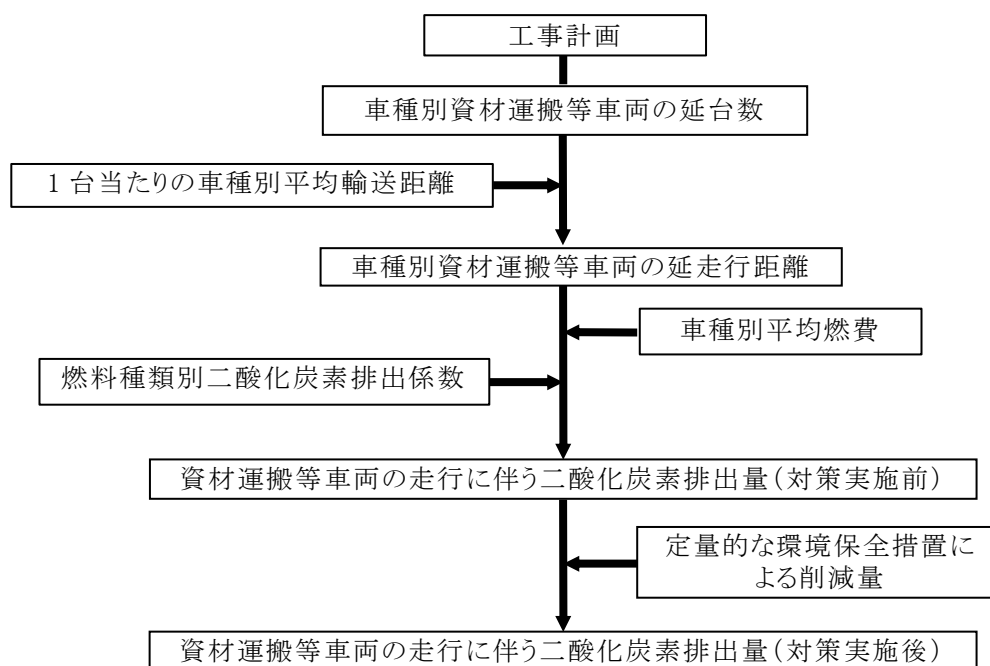 工事計画
車種別資材運搬等車両の延台数
1台当たりの車種別平均輸送距離
車種別資材運搬等車両の延走行距離
車種別平均燃費
燃料種類別二酸化炭素排出係数
資材運搬等車両の走行に伴う二酸化炭素排出量(対策実施前)
定量的な環境保全措置に
よる削減量
資材運搬等車両の走行に伴う二酸化炭素排出量(対策実施後)